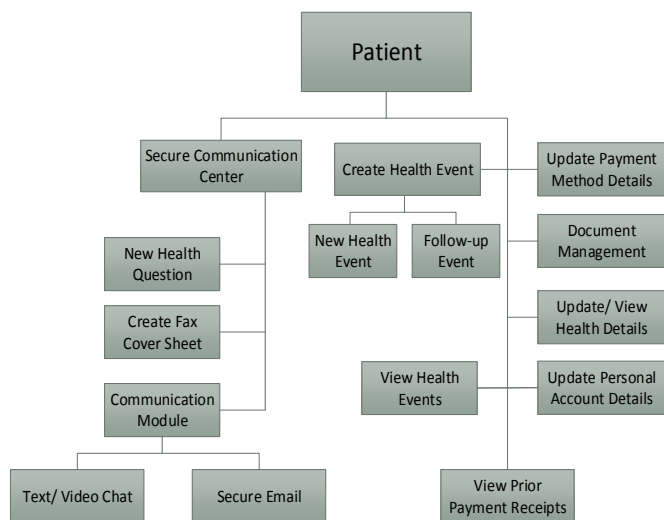 Patient
Secure Communication
Center
Create Health Event
Update Payment
Method Details
New Health
Event
Follow-up
Event
Document
Management
New Health
Question
Create Fax
Cover Sheet
Update/ View
Health Details
Communication
Module
View Health
Events
Update Personal
Account Details
Text/ Video Chat
Secure Email
View Prior
Payment Receipts